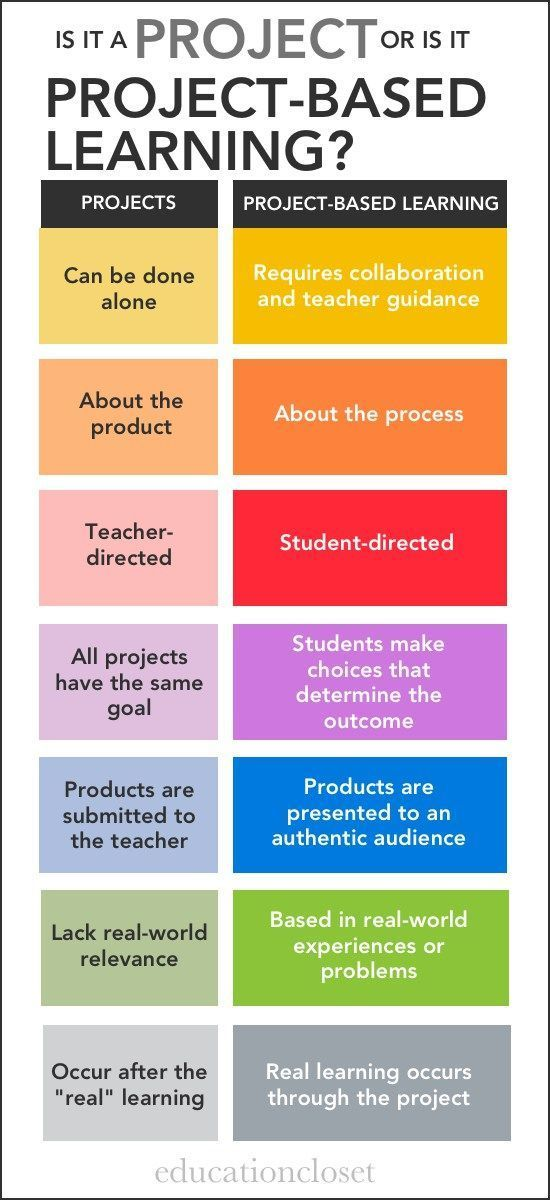 IS IT A PROJECT OR IS IT
PROJECT-BASED
LEARNING?
PROJECTS
PROJECT-BASED LEARNING
Can be done
alone
Requires collaboration
and teacher guidance
About the
product
About the process
Teacher-
directed
Student-directed
All projects
have the same
goal
Students make
choices that
determine the
outcome
Products are
submitted to
the teacher
Products are
presented to an
authentic audience
Lack real-world
relevance
Based in real-world
experiences or
problems
Occur after the
"real" learning
Real learning occurs
through the project
educationcloset